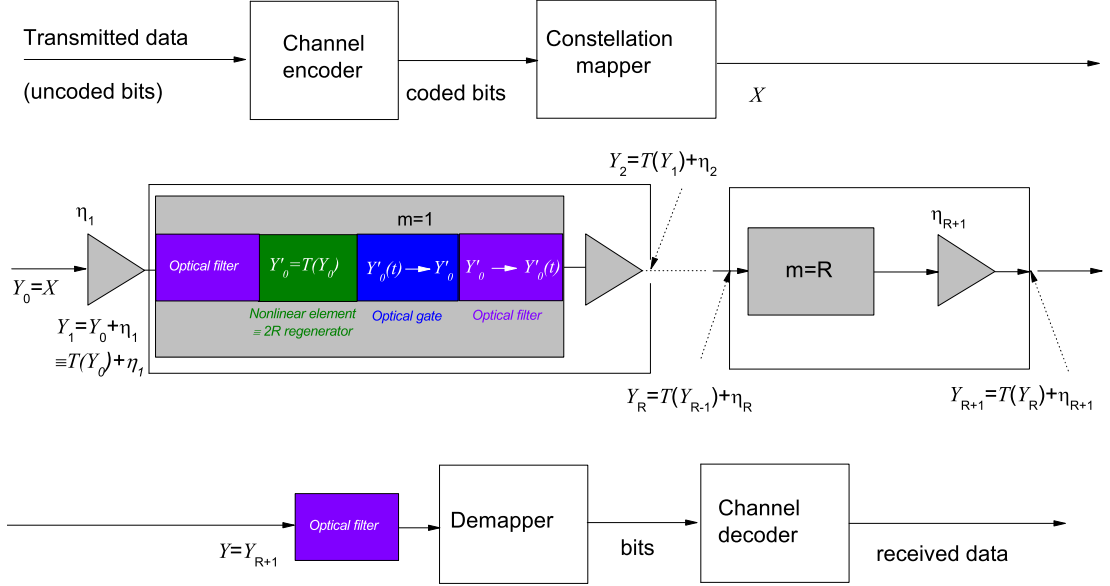 Transmitted data
(uncoded bits)
Channel
encoder
coded bits
Constellation
mapper
X
η1
Y0=X
Y1=Y0+η1
≡T(Y0)+η1
m=1
Optical filter
Y′0=T(Y0)
Y′0(t) → Y′0
Y′0 → Y′0(t)
Nonlinear element
≡ 2R regenerator
Optical gate
Optical filter
Y2=T(Y1)+η2
YR=T(YR-1)+ηR
m=R
ηR+1
YR+1=T(YR)+ηR+1
Y=YR+1
Optical filter
Demapper
bits
Channel
decoder
received data